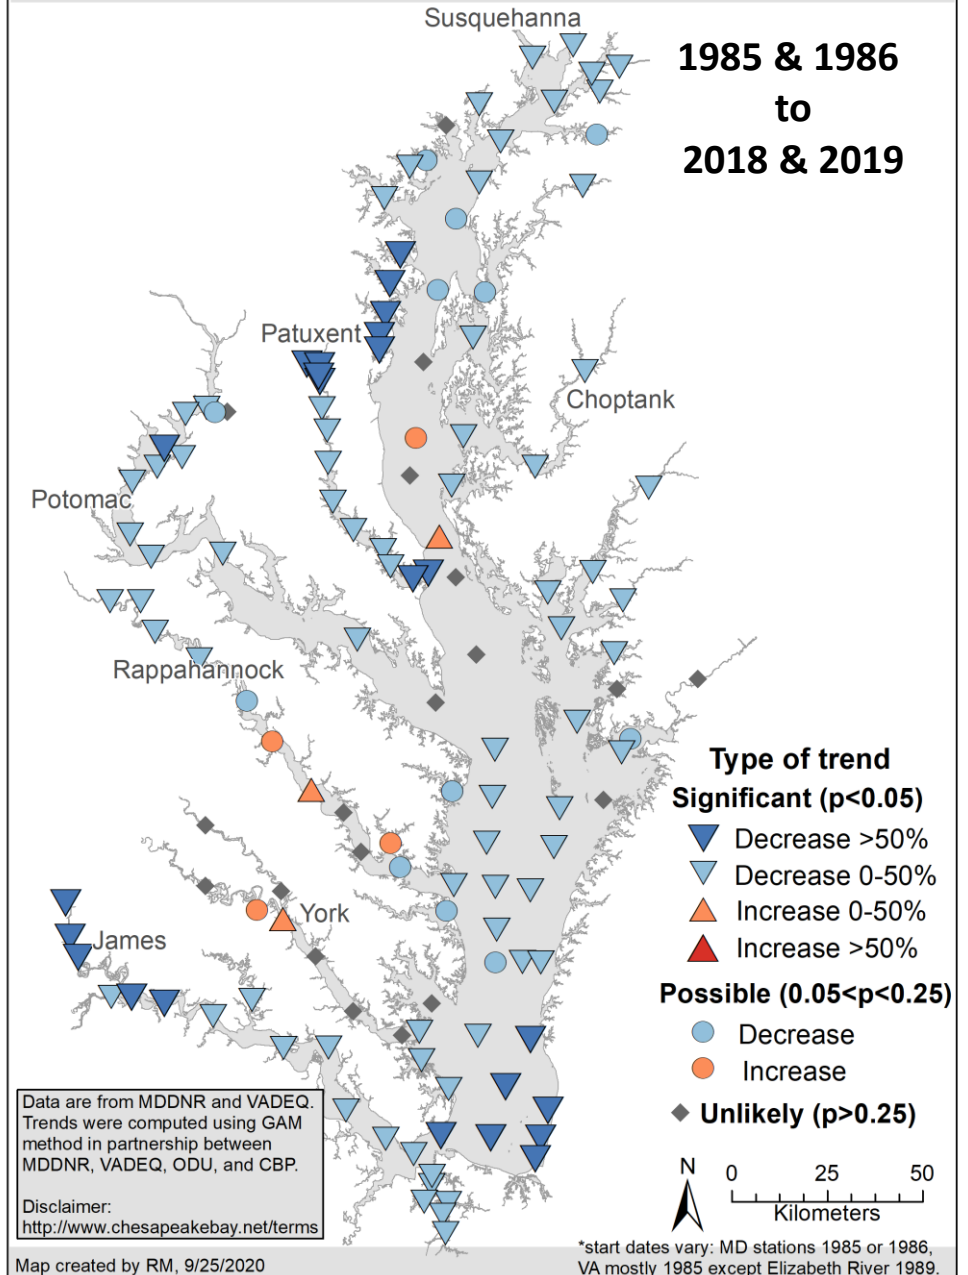 Susquehanna
1985 & 1986
to
2018 & 2019
Patuxent
Choptank
Potomac
Rappahannock
York
James
Type of trend
Significant (p<0.05)
Decrease >50%
Decrease 0-50%
Increase 0-50%
Increase >50%
Possible (0.05<p<0.25)
Decrease
Increase
Unlikely (p>0.25)
Data are from MDDNR and VADEQ.
Trends were computed using GAM
method in partnership between
MDDNR, VADEQ, ODU, and CBP.
Disclaimer:
http://www.chesapeakebay.net/terms
N
0 25 50
Kilometers
*start dates vary: MD stations 1985 or 1986,
VA mostly 1985 except Elizabeth River 1989.
Map created by RM, 9/25/2020